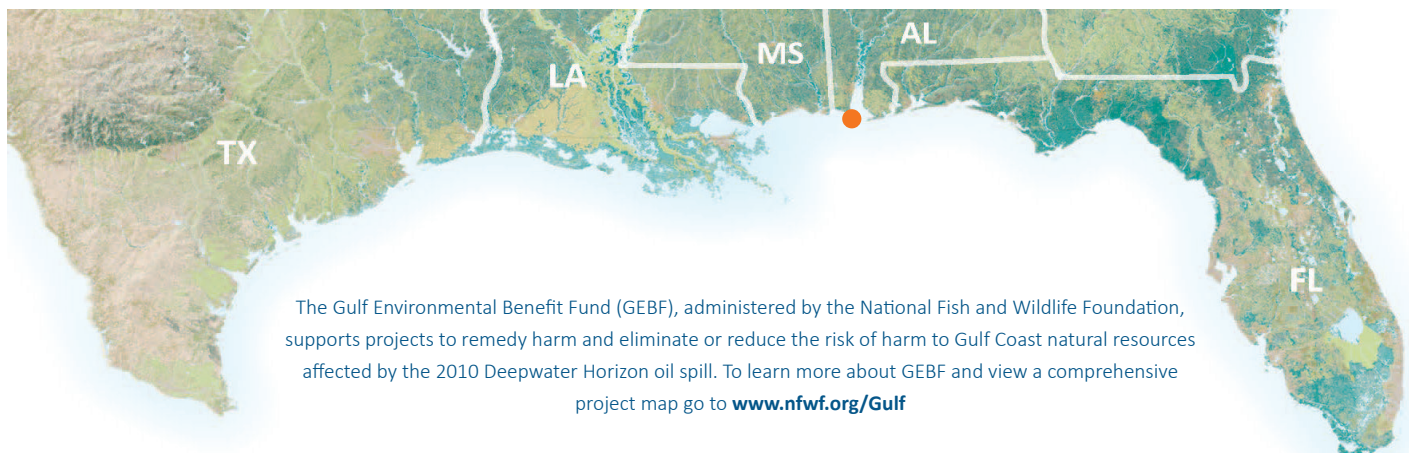 AL
MS
LA
TX
FL
The Gulf Environmental Benefit Fund (GEBF), administered by the National Fish and Wildlife Foundation,
supports projects to remedy harm and eliminate or reduce the risk of harm to Gulf Coast natural resources
affected by the 2010 Deepwater Horizon oil spill. To learn more about GEBF and view a comprehensive
project map go to www.nfwf.org/Gulf